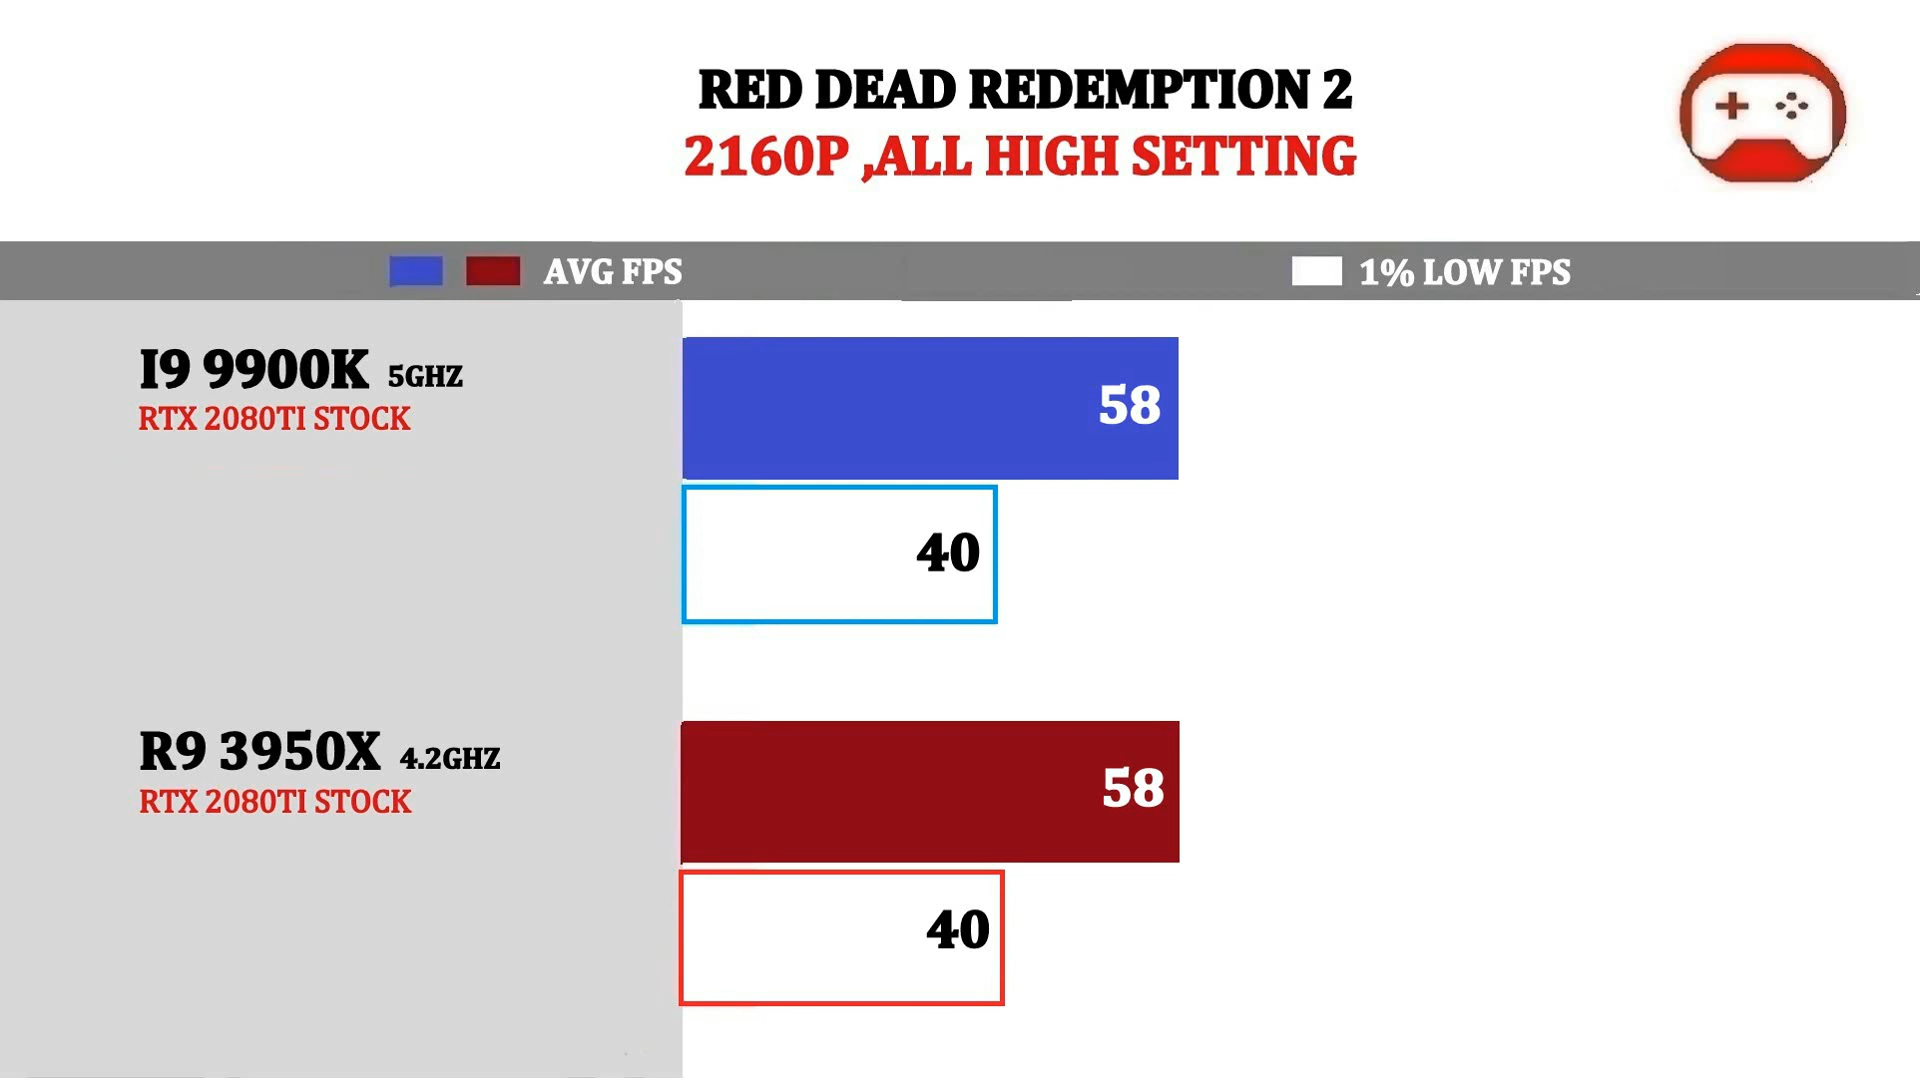 RED DEAD REDEMPTION 2
2160P ,ALL HIGH SETTING
AVG FPS
1% LOW FPS
I9 9900K 5GHZ
RTX 2080TI STOCK
58
40
R9 3950X 4.2GHZ
RTX 2080TI STOCK
58
40